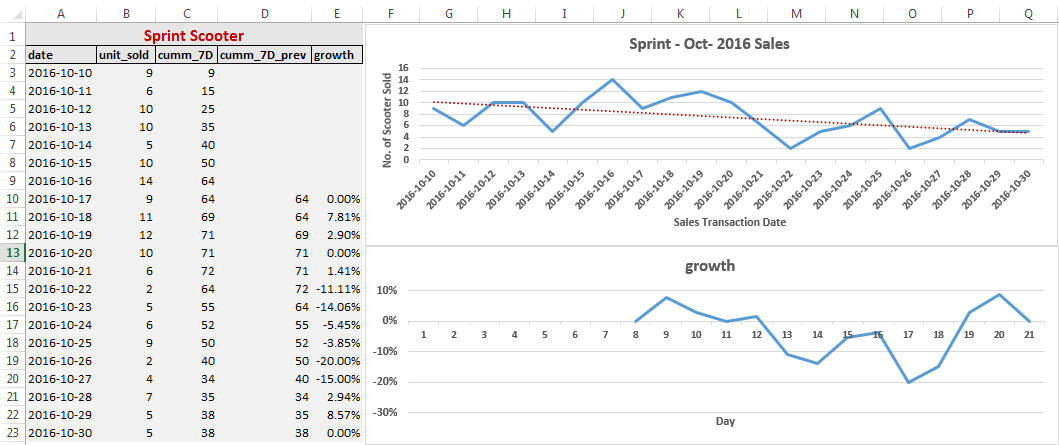 A B C D E F G H I J K L M N O P Q
1 Sprint Scooter
2 date unit_sold cumm_7D cumm_7D_prev growth
3 2016-10-10 9 9
4 2016-10-11 6 15
5 2016-10-12 10 25
6 2016-10-13 10 35
7 2016-10-14 5 40
8 2016-10-15 10 50
9 2016-10-16 14 64
10 2016-10-17 9 64 64 0.00%
11 2016-10-18 11 69 64 7.81%
12 2016-10-19 12 71 69 2.90%
13 2016-10-20 10 71 71 0.00%
14 2016-10-21 6 72 71 1.41%
15 2016-10-22 2 64 72 -11.11%
16 2016-10-23 5 55 64 -14.06%
17 2016-10-24 6 52 55 -5.45%
18 2016-10-25 9 50 52 -3.85%
19 2016-10-26 2 40 50 -20.00%
20 2016-10-27 4 34 40 -15.00%
21 2016-10-28 7 35 34 2.94%
22 2016-10-29 5 38 35 8.57%
23 2016-10-30 5 38 38 0.00%
Sprint - Oct- 2016 Sales
No. of Scooter Sold
16
14
12
10
8
6
4
2
0
2016-10-10 2016-10-11 2016-10-12 2016-10-13 2016-10-14 2016-10-15 2016-10-16 2016-10-17 2016-10-18 2016-10-19 2016-10-20 2016-10-21 2016-10-22 2016-10-23 2016-10-24 2016-10-25 2016-10-26 2016-10-27 2016-10-28 2016-10-29 2016-10-30
Sales Transaction Date
growth
10%
0%
1 2 3 4 5 6 7 8 9 10 11 12 13 14 15 16 17 18 19 20 21
-10%
-20%
-30%
Day